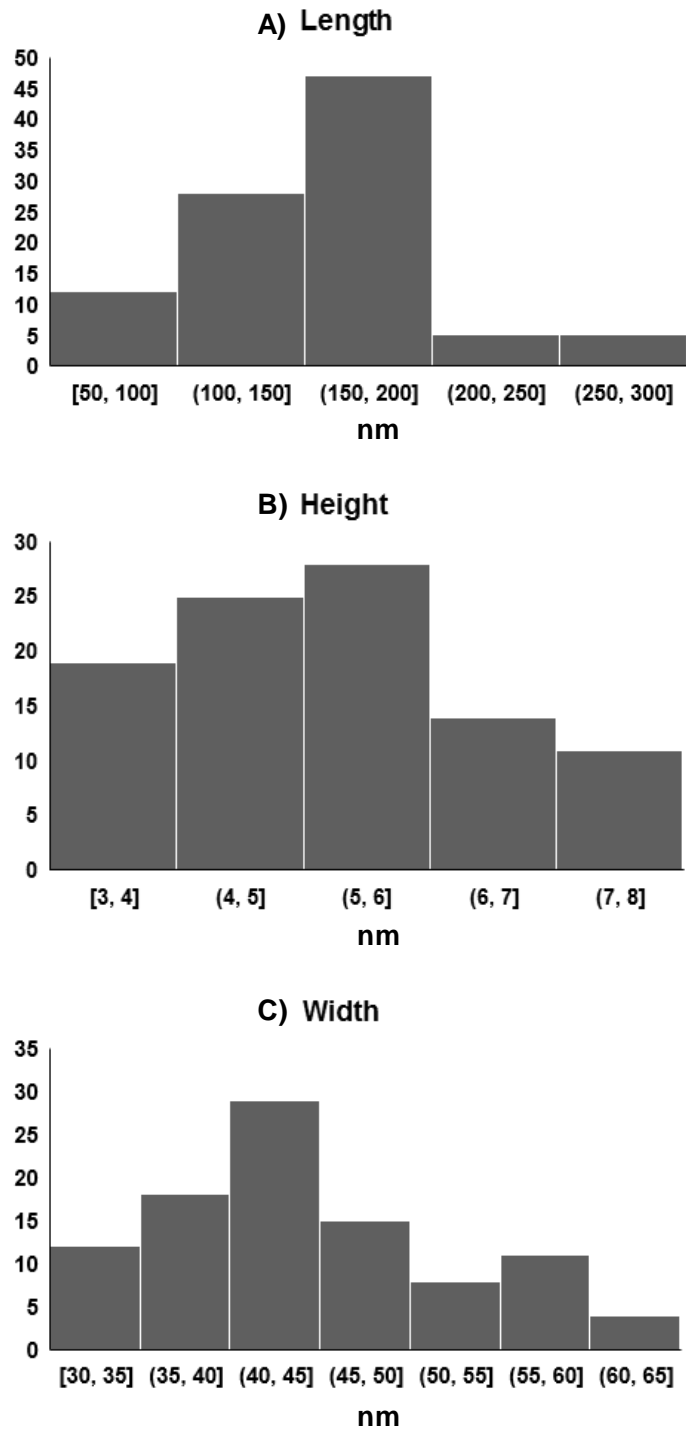 A) Length
50
45
40
35
30
25
20
15
10
5
0
[50, 100] (100, 150] (150, 200] (200, 250] (250, 300]
nm
B) Height
30
25
20
15
10
5
0
[3, 4] (4, 5] (5, 6] (6, 7] (7, 8]
nm
C) Width
35
30
25
20
15
10
5
0
[30, 35] (35, 40] (40, 45] (45, 50] (50, 55] (55, 60] (60, 65]
nm